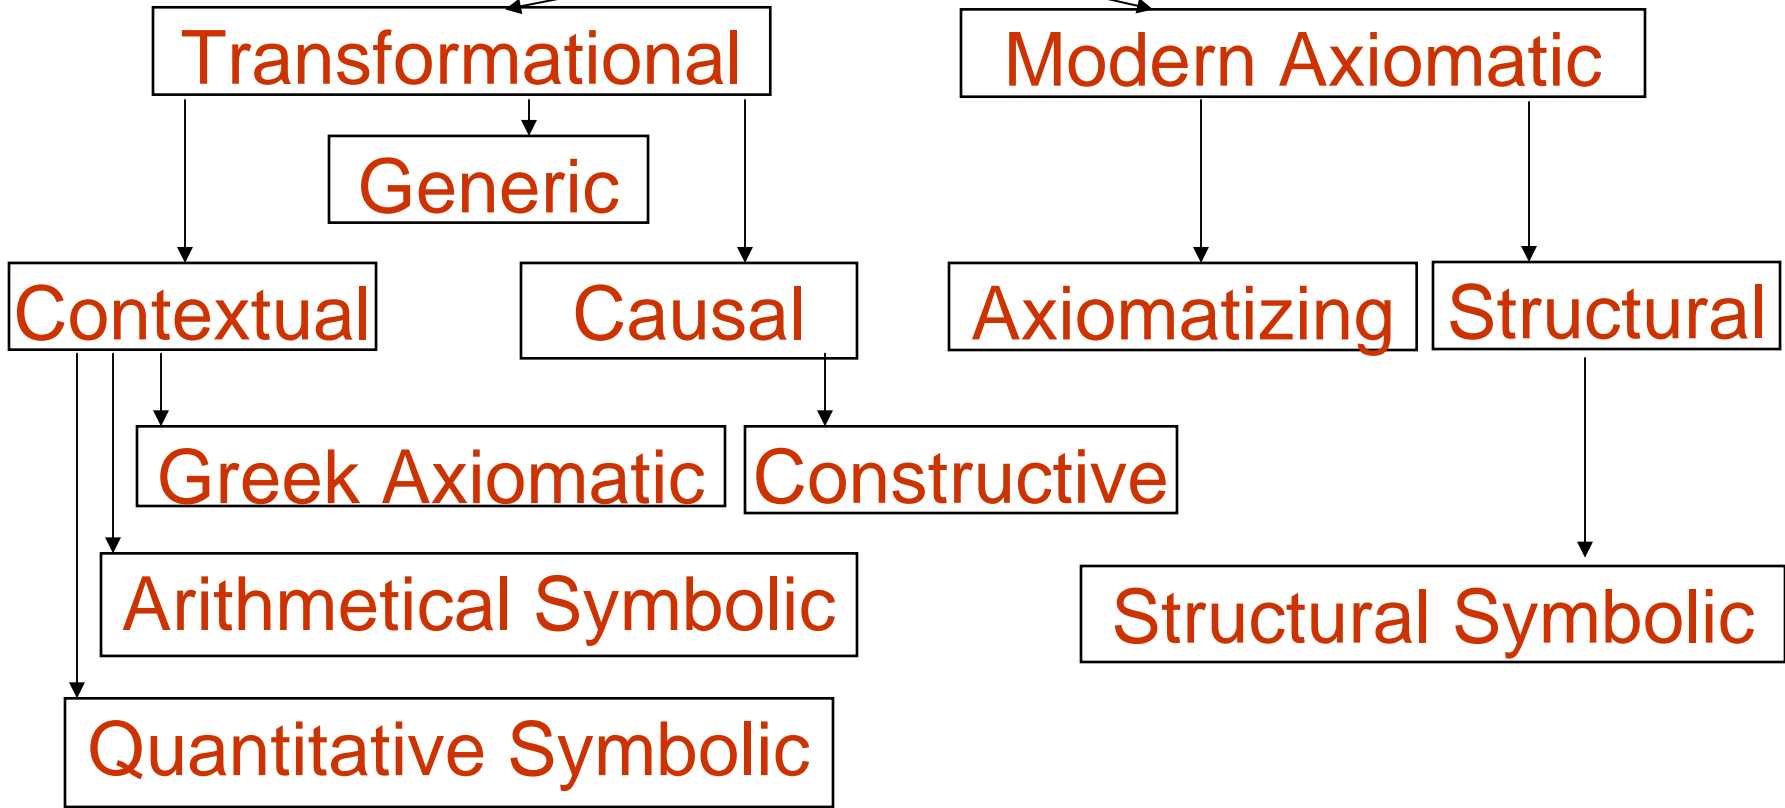 Transformational
Modern Axiomatic
Generic
Contextual
Causal
Axiomatizing
Structural
Greek Axiomatic
Constructive
Arithmetical Symbolic
Structural Symbolic
Quantitative Symbolic